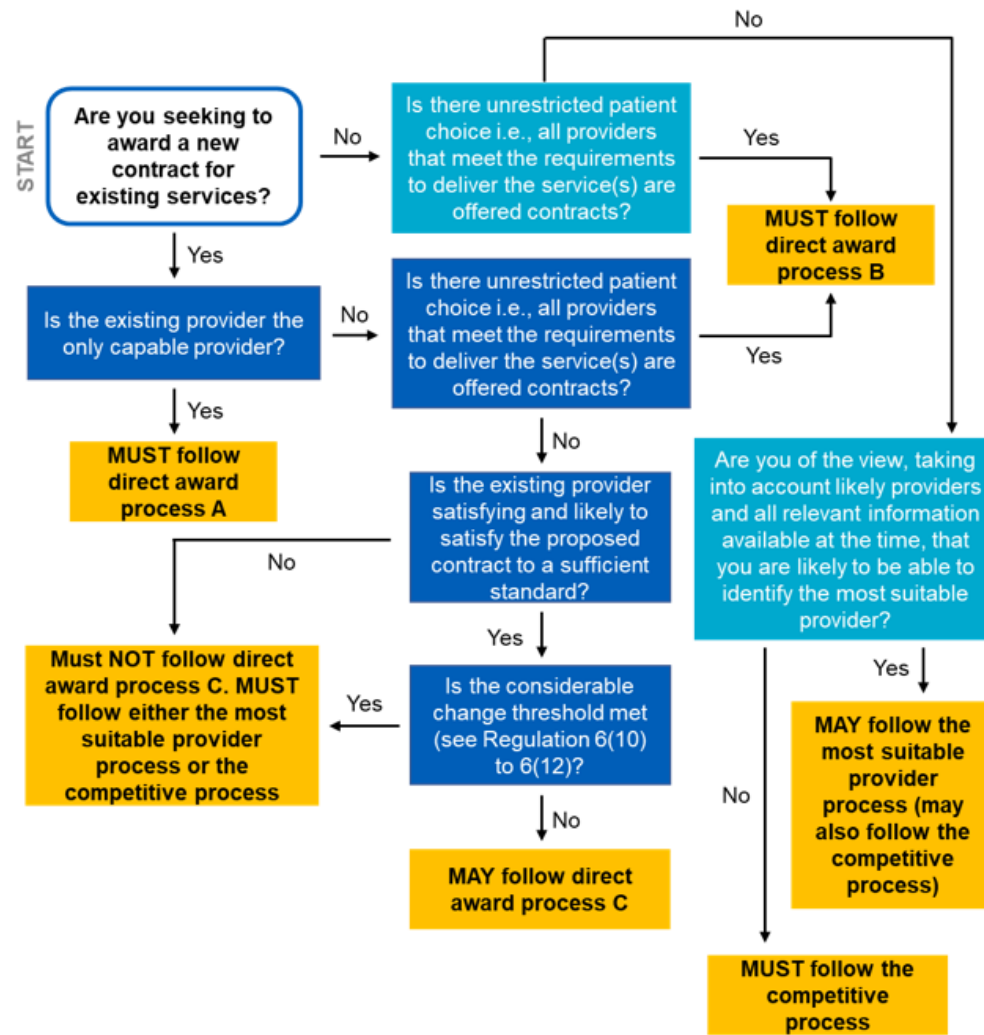 No
START
Are you seeking to
award a new
contract for
existing services?
No
Is there unrestricted patient
choice i.e., all providers
that meet the requirements
to deliver the service(s) are
offered contracts?
Yes
MUST follow
direct award
process B
Yes
Is the existing provider the
only capable provider?
No
Is there unrestricted patient
choice i.e., all providers
that meet the requirements
to deliver the service(s) are
offered contracts?
Yes
Yes
MUST follow
direct award
process A
No
Is the existing provider
satisfying and likely to
satisfy the proposed
contract to a sufficient
standard?
No
Are you of the view, taking
into account likely providers
and all relevant information
available at the time, that
you are likely to be able to
identify the most suitable
provider?
Yes
Must NOT follow direct
award process C. MUST
follow either the most
suitable provider
process or the
competitive process
Yes
Is the considerable
change threshold met
(see Regulation 6(10)
to 6(12)?
No
Yes
MAY follow the
most suitable
provider
process (may
also follow the
competitive
process)
No
MAY follow direct
award process C
MUST follow the
competitive
process